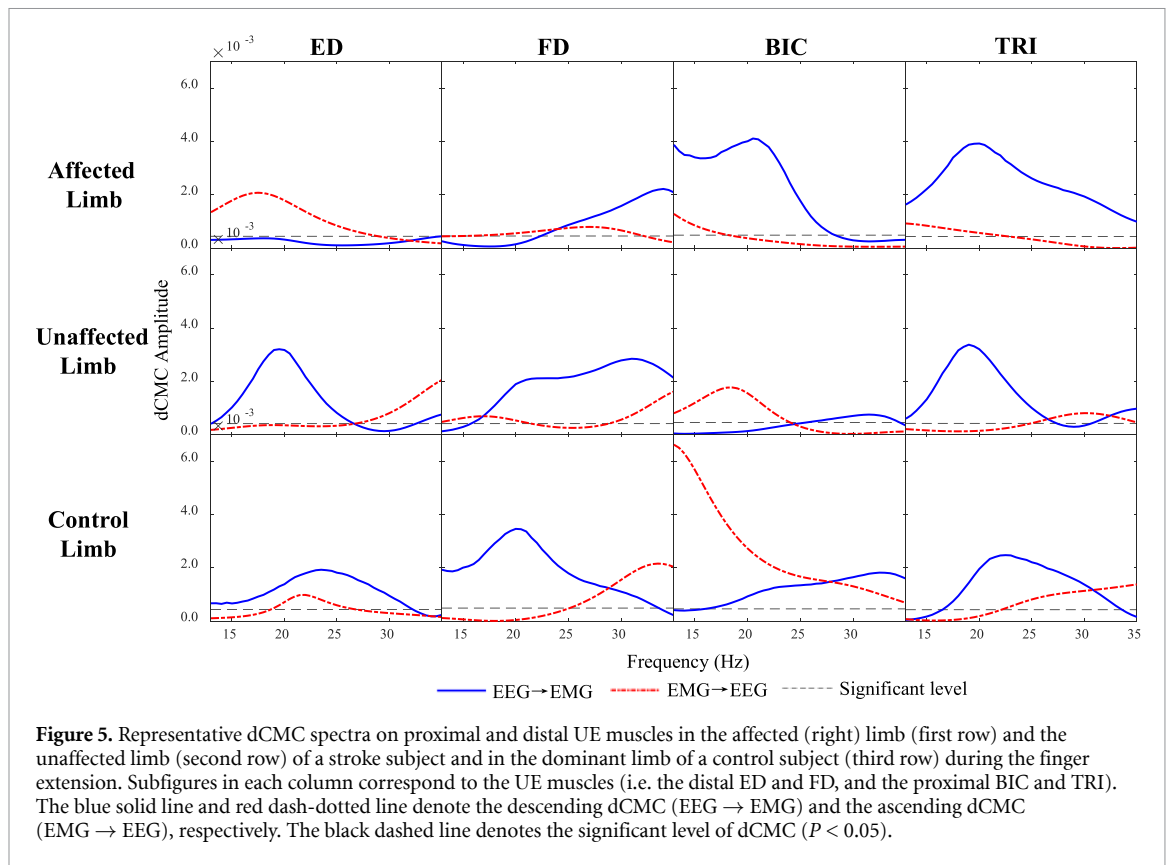 ED FD BIC TRI
× 10 -3
6.0
4.0
Affected
Limb
2.0
0.0
× 10 -3
6.0
4.0
Unaffected
Limb
dCMC Amplitude
2.0
0.0
× 10 -3
6.0
4.0
Control
Limb
2.0
0.0
15 20 25 30 15 20 25 30 15 20 25 30 15 20 25 30 35
Frequency (Hz)
EEG→EMG EMG→EEG Significant level
Figure 5. Representative dCMC spectra on proximal and distal UE muscles in the affected (right) limb (first row) and the
unaffected limb (second row) of a stroke subject and in the dominant limb of a control subject (third row) during the finger
extension. Subfigures in each column correspond to the UE muscles (i.e. the distal ED and FD, and the proximal BIC and TRI).
The blue solid line and red dash-dotted line denote the descending dCMC (EEG → EMG) and the ascending dCMC
(EMG → EEG), respectively. The black dashed line denotes the significant level of dCMC (P < 0.05).